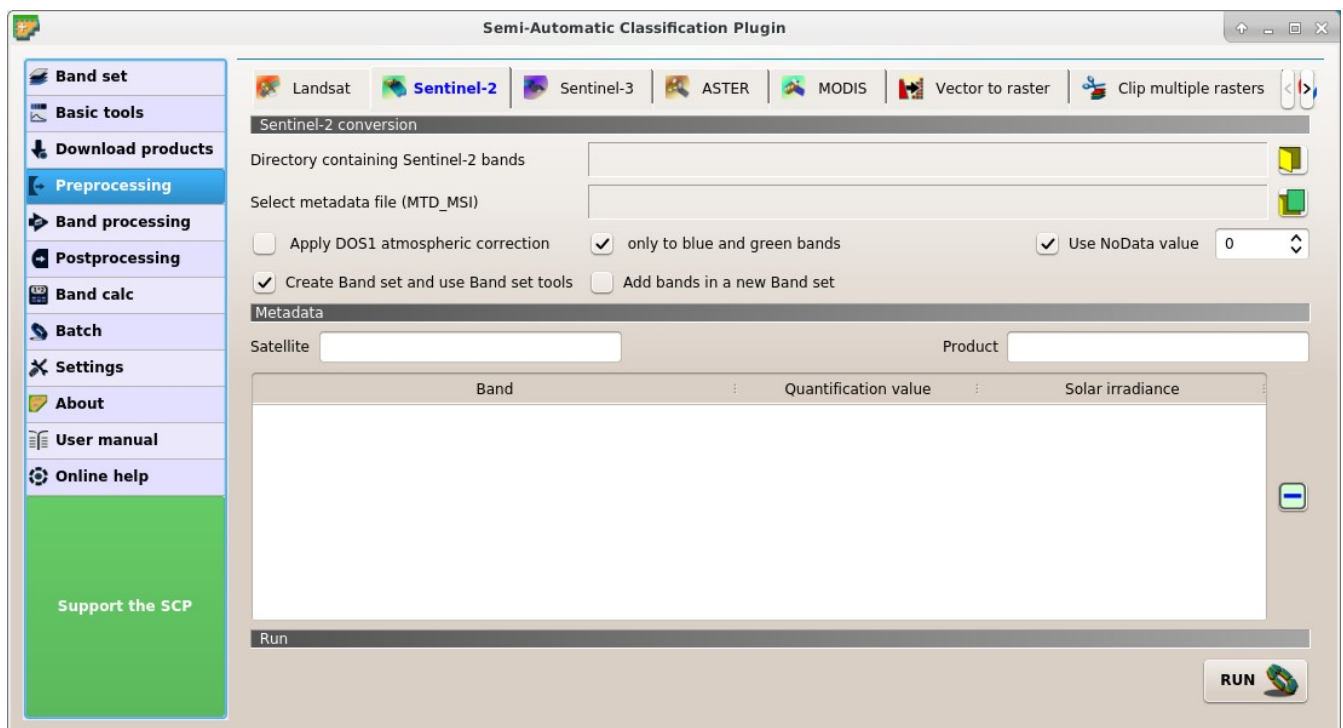 Semi-Automatic Classification Plugin
Band set
Basic tools
Download products
Preprocessing
Band processing
Postprocessing
Band calc
Batch
Settings
About
User manual
Online help
Support the SCP
Landsat Sentinel-2 Sentinel-3 ASTER MODIS Vector to raster Clip multiple rasters
Sentinel-2 conversion
Directory containing Sentinel-2 bands
Select metadata file (MTD_MSI)
Apply DOS1 atmospheric correction only to blue and green bands Use NoData value 0
Create Band set and use Band set tools Add bands in a new Band set
Metadata
Satellite Product
Band Quantification value Solar irradiance
Run
RUN